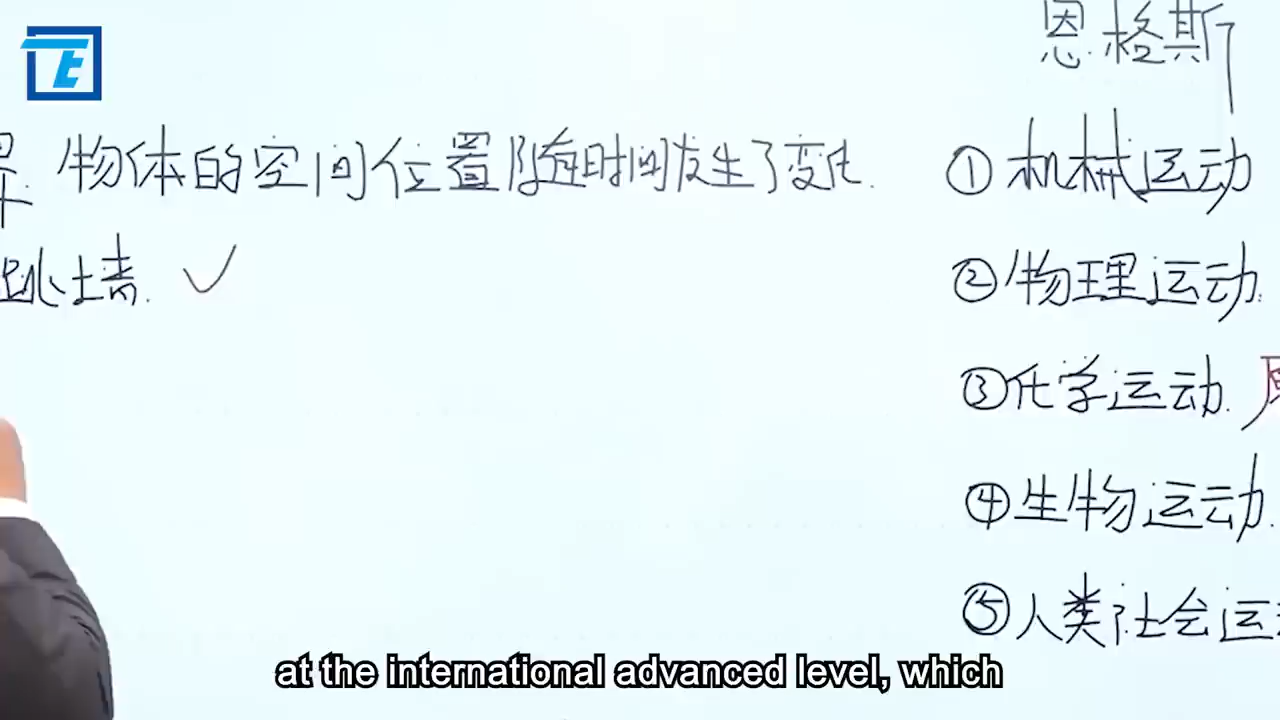 TE
恩格斯
物体的空间位置随时间发生了变化.
跳墙. ✓
① 机械运动
② 物理运动.
③ 化学运动.
④ 生物运动.
⑤ 人类社会运
at the international advanced level, which